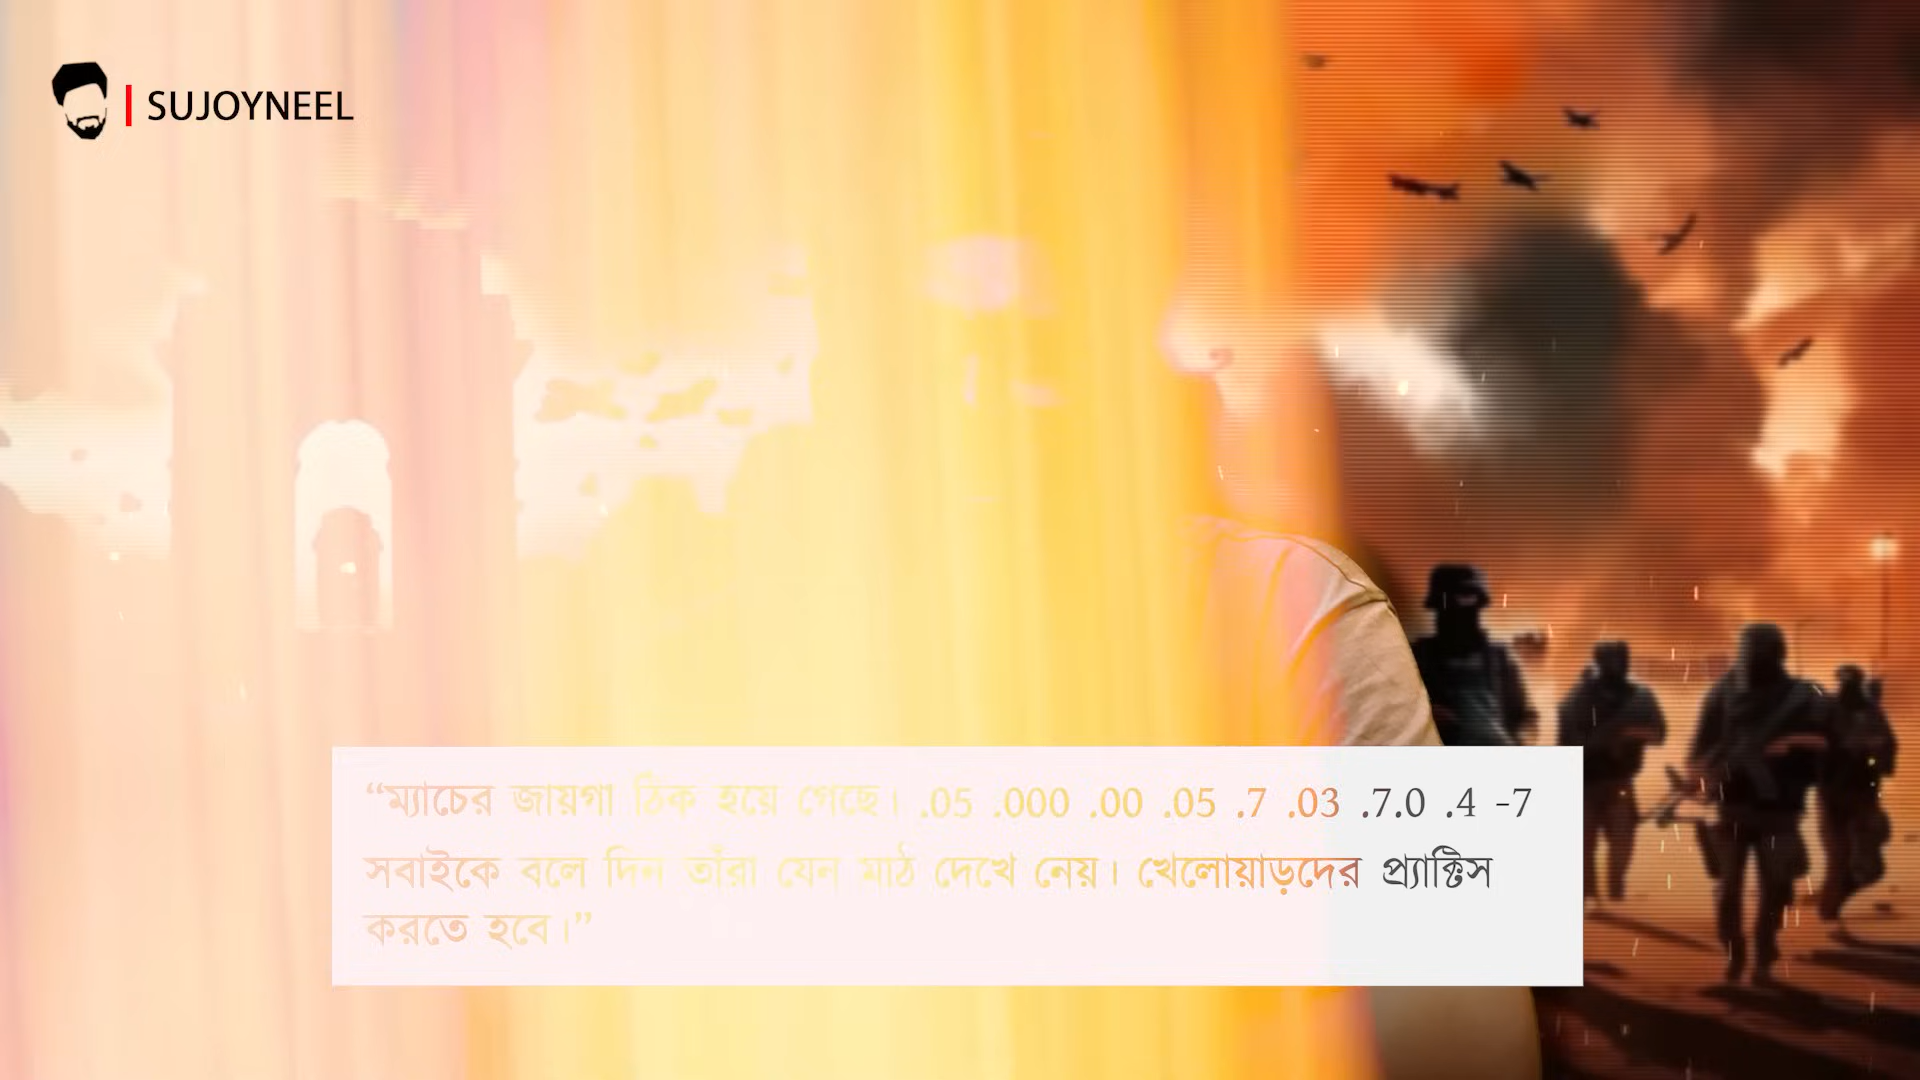 SUJOYNEEL
“ম্যাচের জায়গা ঠিক হয়ে গেছে। .05 .000 .00 .05 .7 .03 .7.0 .4 -7
সবাইকে বলে দিন তাঁরা যেন মাঠ দেখে নেয়। খেলোয়াড়দের প্র্যাক্টিস
করতে হবে।”